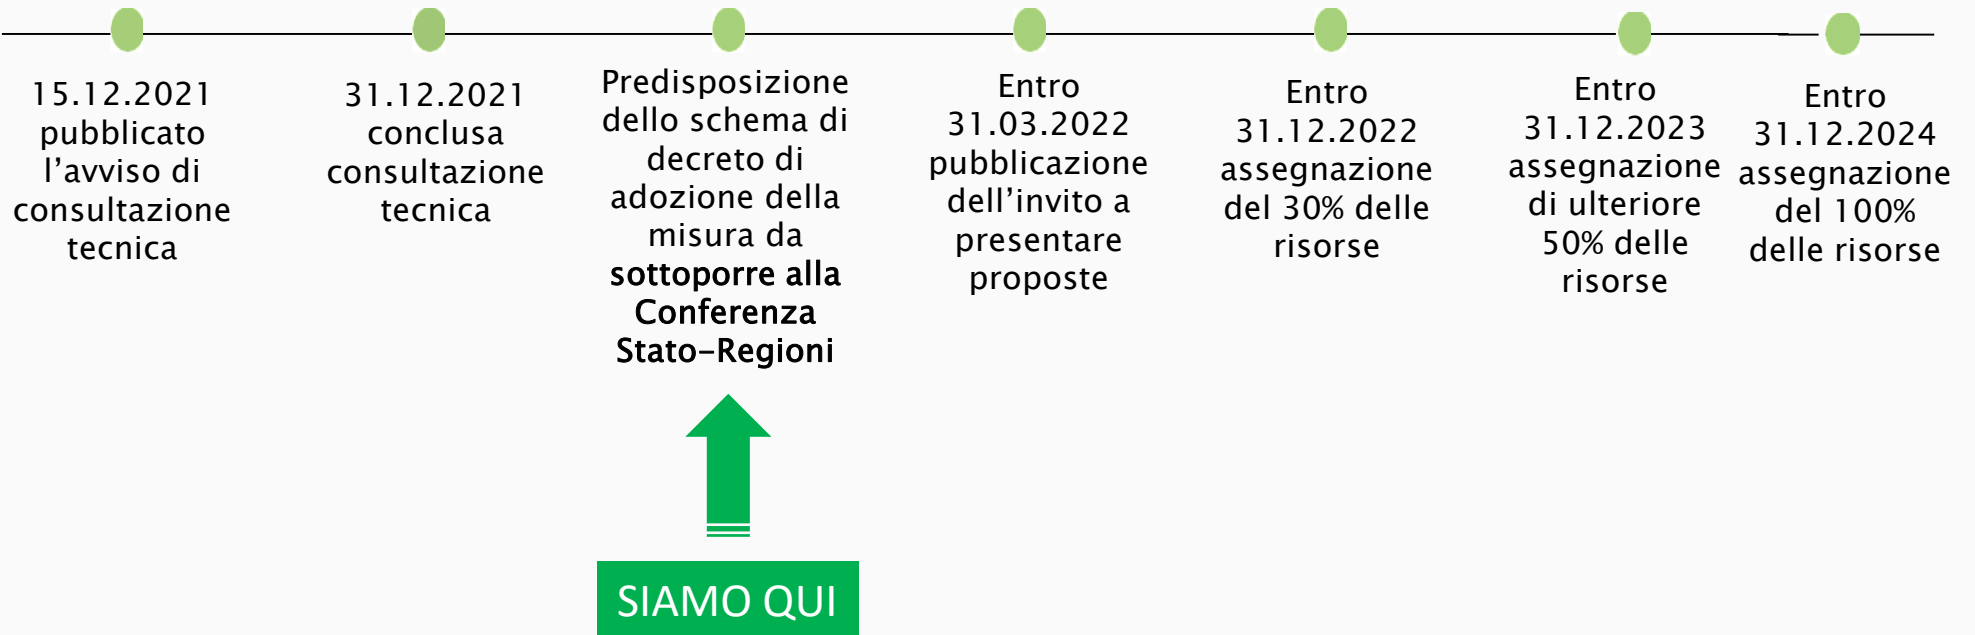 15.12.2021
pubblicato
l’avviso di
consultazione
tecnica
31.12.2021
conclusa
consultazione
tecnica
Predisposizione
dello schema di
decreto di
adozione della
misura da
sottoporre alla
Conferenza
Stato-Regioni
Entro
31.03.2022
pubblicazione
dell’invito a
presentare
proposte
Entro
31.12.2022
assegnazione
del 30% delle
risorse
Entro
31.12.2023
assegnazione
di ulteriore
50% delle
risorse
Entro
31.12.2024
assegnazione
del 100%
delle risorse
SIAMO QUI